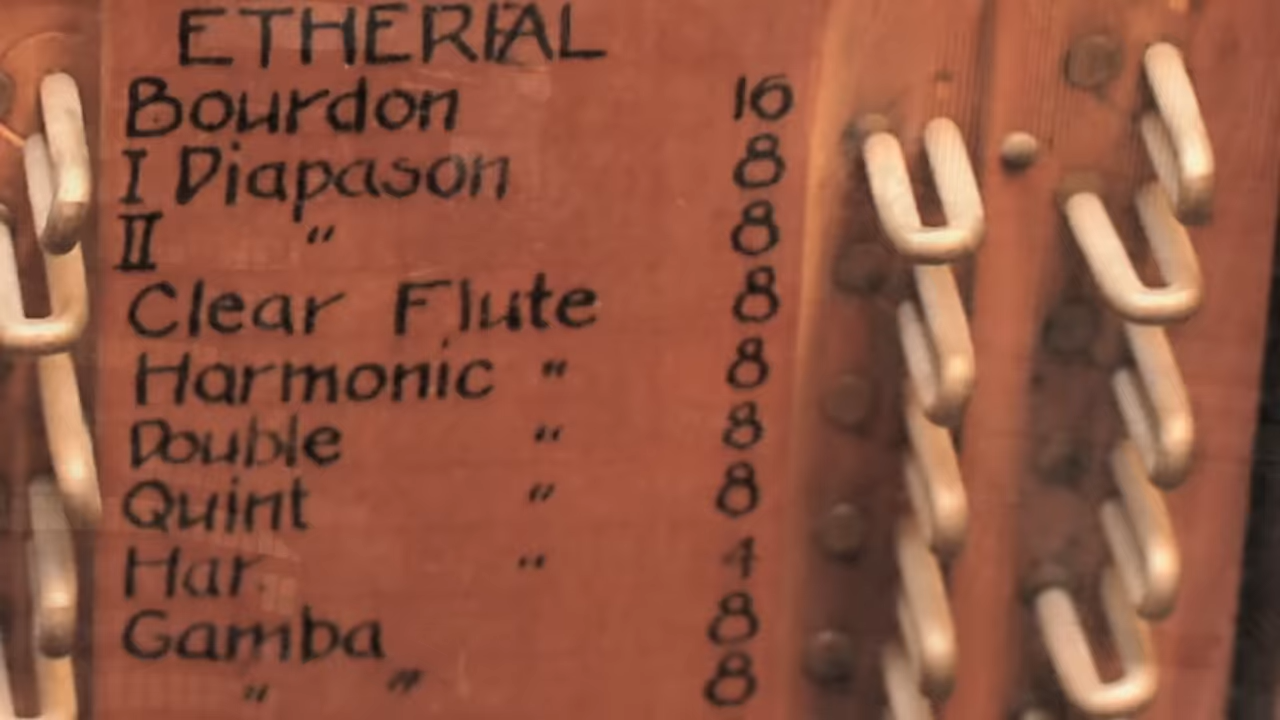 ETHERIAL
Bourdon 16
I Diapason 8
II " 8
Clear Flute 8
Harmonic " 8
Double " 8
Quint " 8
Har " 4
Gamba 8
" " 8